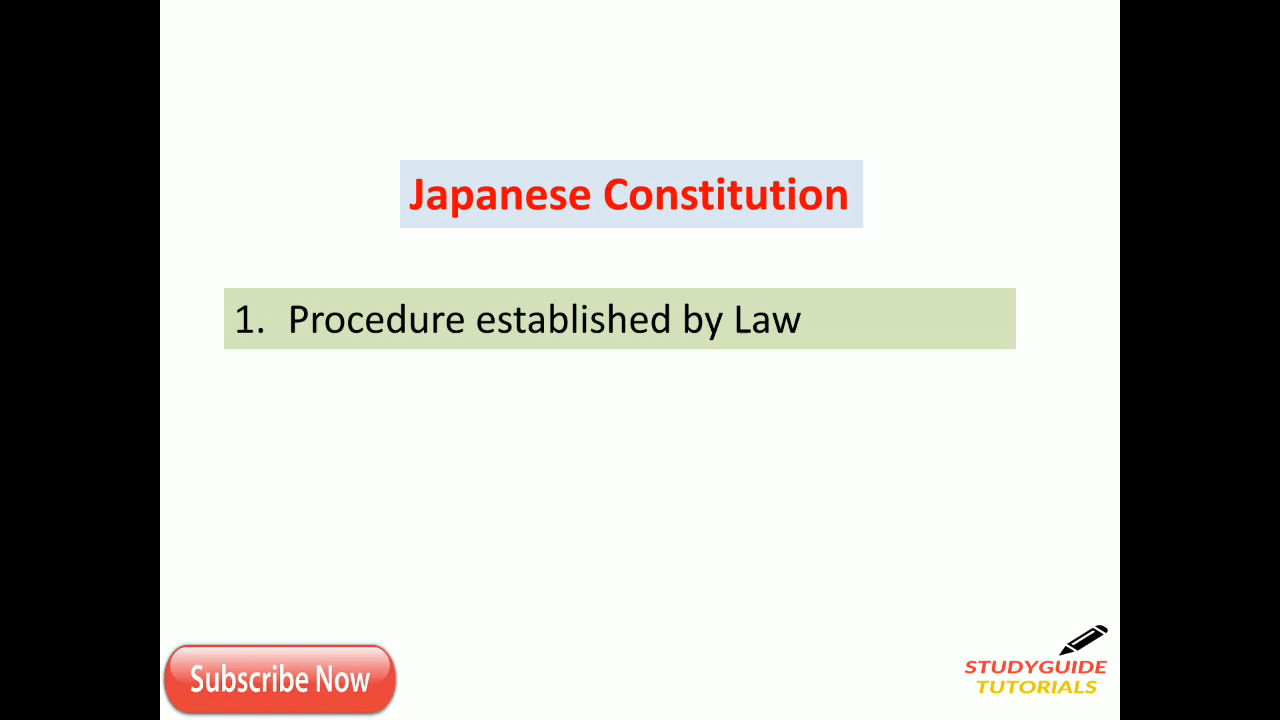 Japanese Constitution
1. Procedure established by Law
Subscribe Now
STUDYGUIDE
TUTORIALS